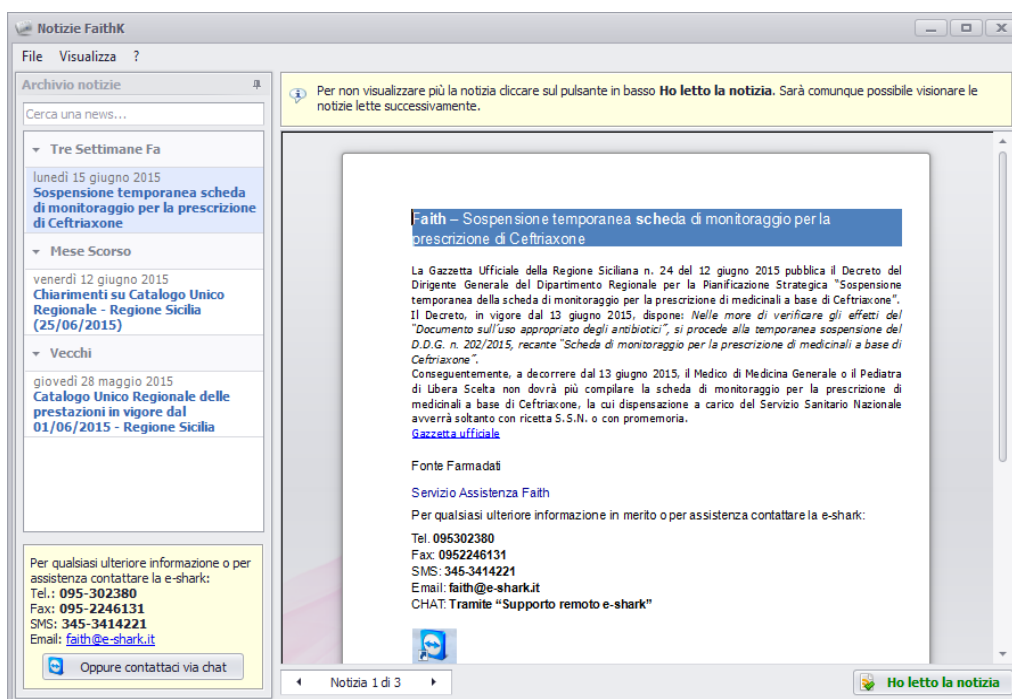 Notizie FaithK
File Visualizza ?
Archivio notizie
Cerca una news...
Tre Settimane Fa
lunedì 15 giugno 2015
Sospensione temporanea scheda
di monitoraggio per la prescrizione
di Ceftriaxone
Mese Scorso
venerdì 12 giugno 2015
Chiarimenti su Catalogo Unico
Regionale - Regione Sicilia
(25/06/2015)
Vecchi
giovedì 28 maggio 2015
Catalogo Unico Regionale delle
prestazioni in vigore dal
01/06/2015 - Regione Sicilia
Per qualsiasi ulteriore informazione o per
assistenza contattare la e-shark:
Tel.: 095-302380
Fax: 095-2246131
SMS: 345-3414221
Email: faith@e-shark.it
Oppure contattaci via chat
Per non visualizzare più la notizia cliccare sul pulsante in basso Ho letto la notizia. Sarà comunque possibile visionare le
notizie lette successivamente.
Faith – Sospensione temporanea scheda di monitoraggio per la
prescrizione di Ceftriaxone
La Gazzetta Ufficiale della Regione Siciliana n. 24 del 12 giugno 2015 pubblica il Decreto del
Dirigente Generale del Dipartimento Regionale per la Pianificazione Strategica "Sospensione
temporanea della scheda di monitoraggio per la prescrizione di medicinali a base di Ceftriaxone".
Il Decreto, in vigore dal 13 giugno 2015, dispone: Nelle more di verificare gli effetti del
"Documento sull'uso appropriato degli antibiotici", si procede alla temporanea sospensione del
D.D.G. n. 202/2015, recante "Scheda di monitoraggio per la prescrizione di medicinali a base di
Ceftriaxone".
Conseguentemente, a decorrere dal 13 giugno 2015, il Medico di Medicina Generale o il Pediatra
di Libera Scelta non dovrà più compilare la scheda di monitoraggio per la prescrizione di
medicinali a base di Ceftriaxone, la cui dispensazione a carico del Servizio Sanitario Nazionale
avverrà soltanto con ricetta S.S.N. o con promemoria.
Gazzetta ufficiale
Fonte Farmadati
Servizio Assistenza Faith
Per qualsiasi ulteriore informazione in merito o per assistenza contattare la e-shark:
Tel. 095302380
Fax: 0952246131
SMS: 345-3414221
Email: faith@e-shark.it
CHAT: Tramite “Supporto remoto e-shark”
Notizia 1 di 3
Ho letto la notizia